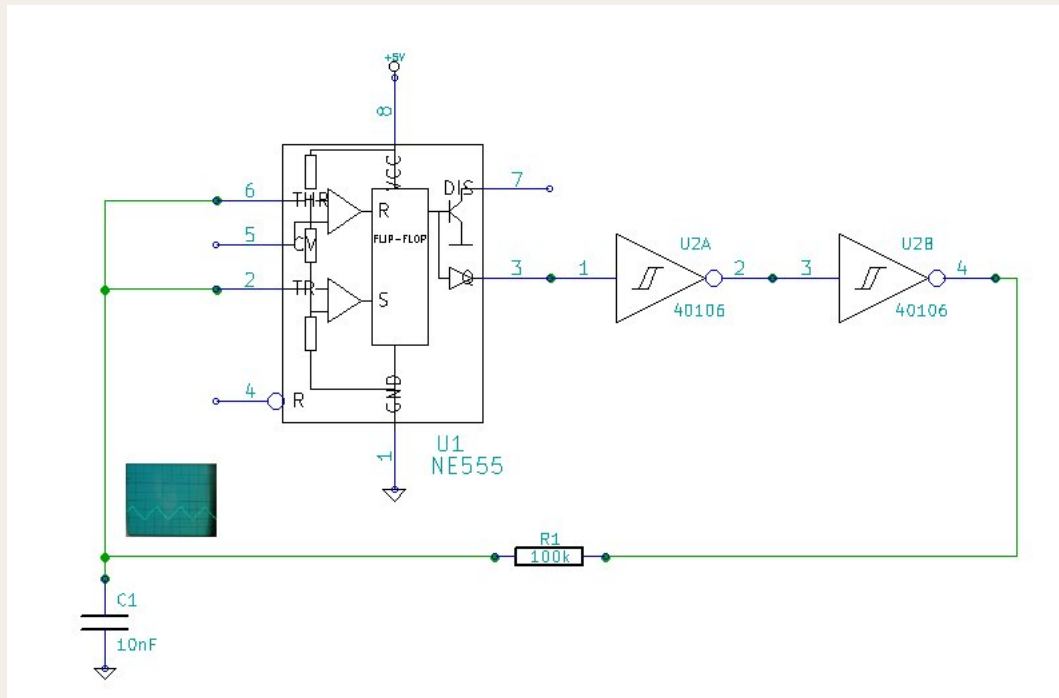 +5V
8
VCC
6
THR
DIS
7
R
5
CV
FLIP-FLOP
2
TR
S
3
Q
1
U2A
2
40106
3
U2B
4
40106
4
R
GND
1
U1
NE555
R1
100k
C1
10nF